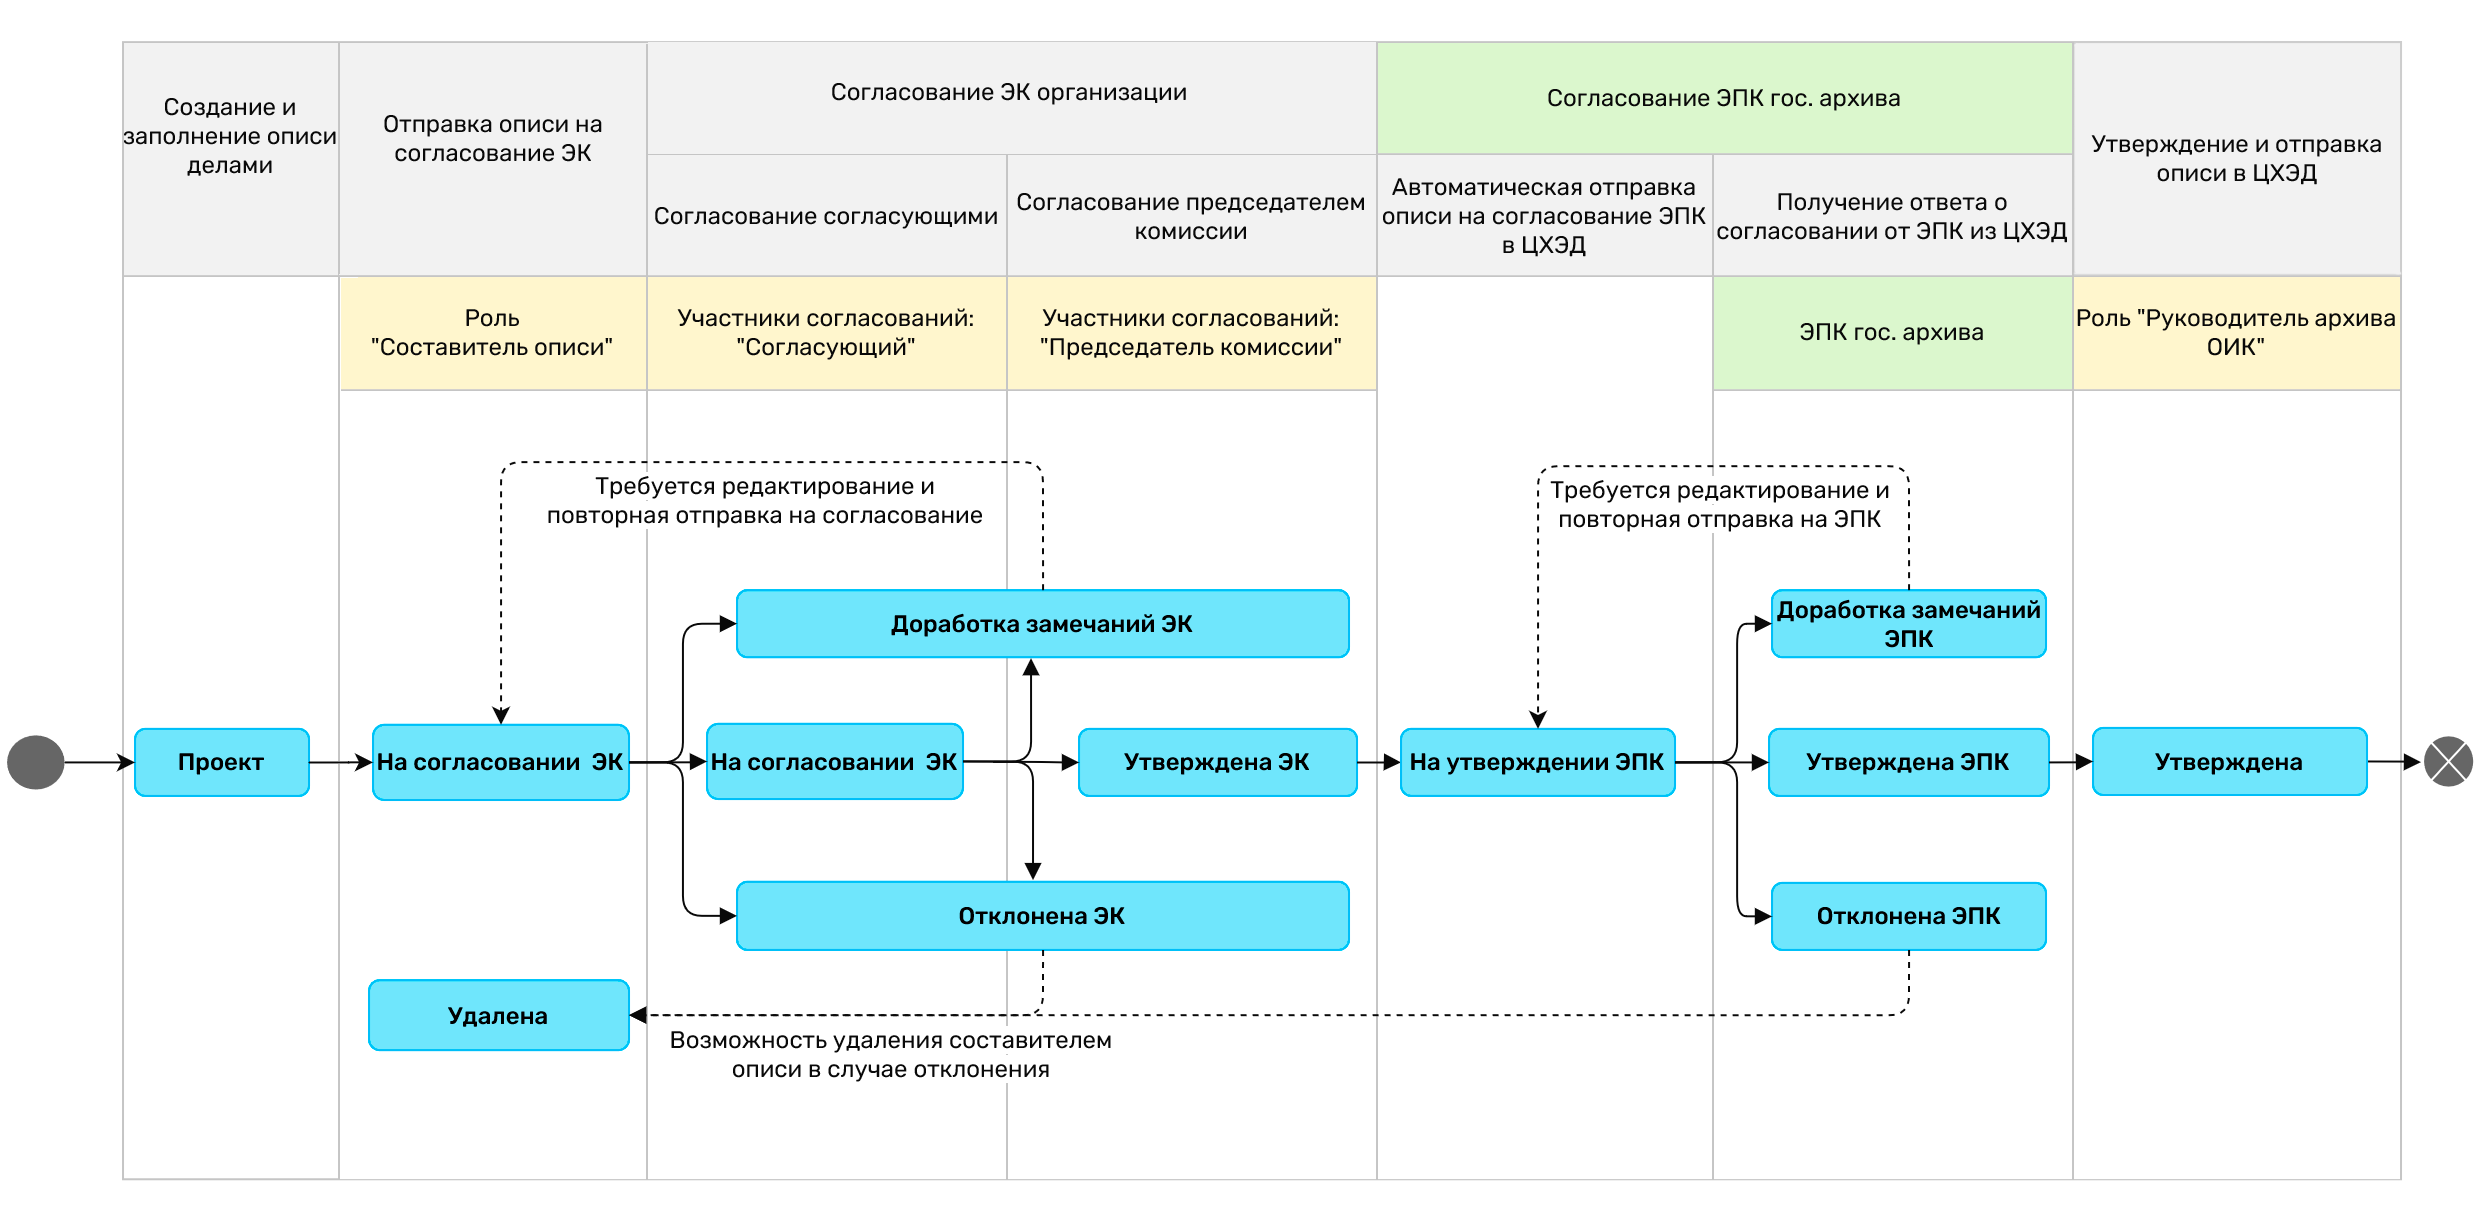 Создание и
заполнение описи
делами
Отправка описи на
согласование ЭК
Согласование ЭК организации
Согласование ЭПК гос. архива
Утверждение и отправка
описи в ЦХЭД
Согласование согласующими
Согласование председателем
комиссии
Автоматическая отправка
описи на согласование ЭПК
в ЦХЭД
Получение ответа о
согласовании от ЭПК из ЦХЭД
Роль
"Составитель описи"
Участники согласований:
"Согласующий"
Участники согласований:
"Председатель комиссии"
ЭПК гос. архива
Роль "Руководитель архива
ОИК"
Требуется редактирование и
повторная отправка на согласование
Требуется редактирование и
повторная отправка на ЭПК
Доработка замечаний ЭК
Доработка замечаний
ЭПК
Проект
На согласовании ЭК
На согласовании ЭК
Утверждена ЭК
На утверждении ЭПК
Утверждена ЭПК
Утверждена
Отклонена ЭК
Отклонена ЭПК
Удалена
Возможность удаления составителем
описи в случае отклонения